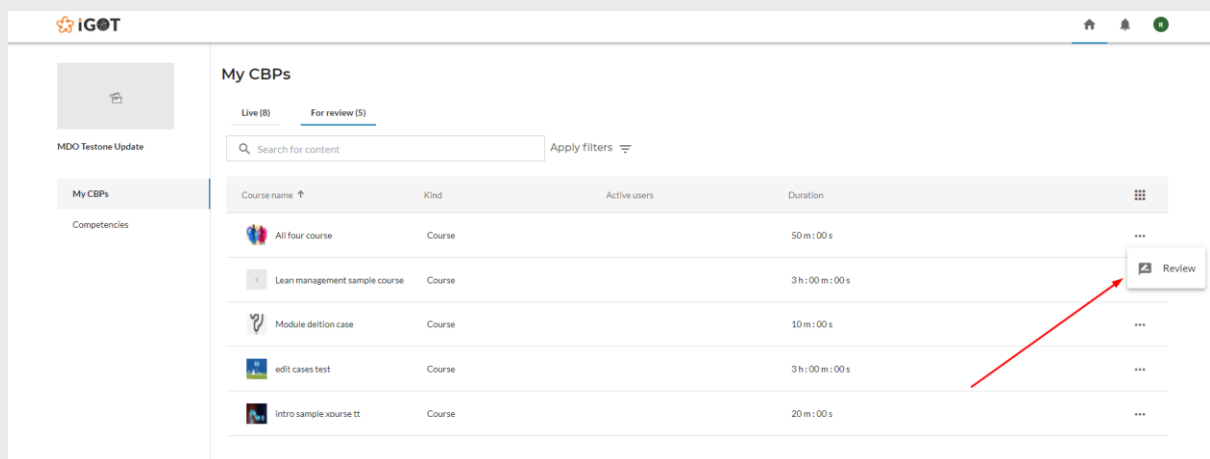 iGOT
R
My CBPs
Live (8) For review (5)
MDO Testone Update
Search for content Apply filters
My CBPs
Competencies
Course name Kind Active users Duration
All four course Course 50 m : 00 s
Review
Lean management sample course Course 3 h : 00 m : 00 s
Module deition case Course 10 m : 00 s
edit cases test Course 3 h : 00 m : 00 s
intro sample xourse tt Course 20 m : 00 s